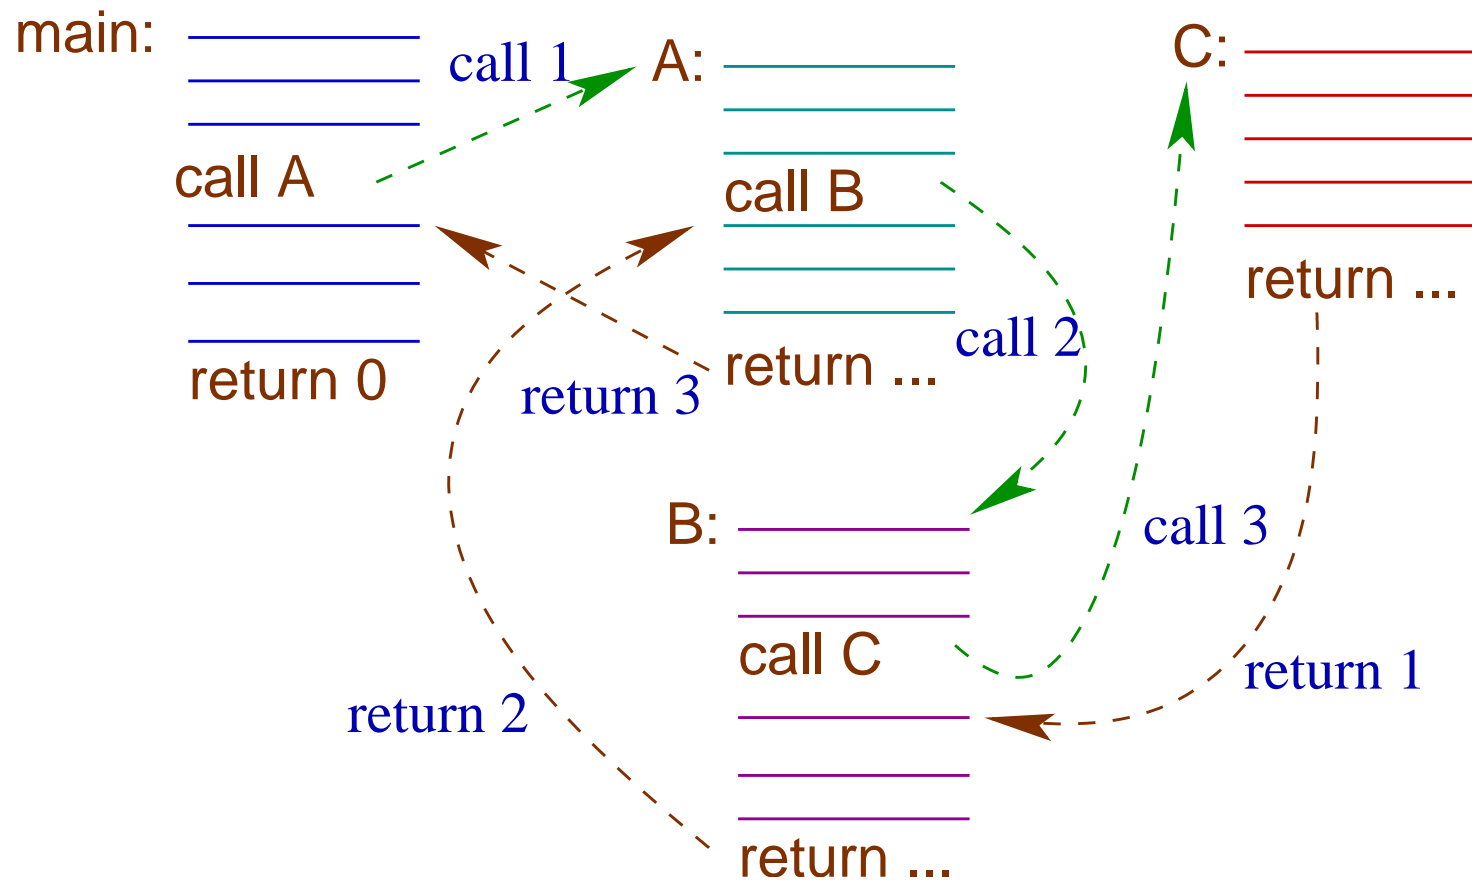 main:
call 1
call A
return 0
A:
call B
return ...
return 3
call 2
C:
return ...
B:
call C
return ...
call 3
return 1
return 2